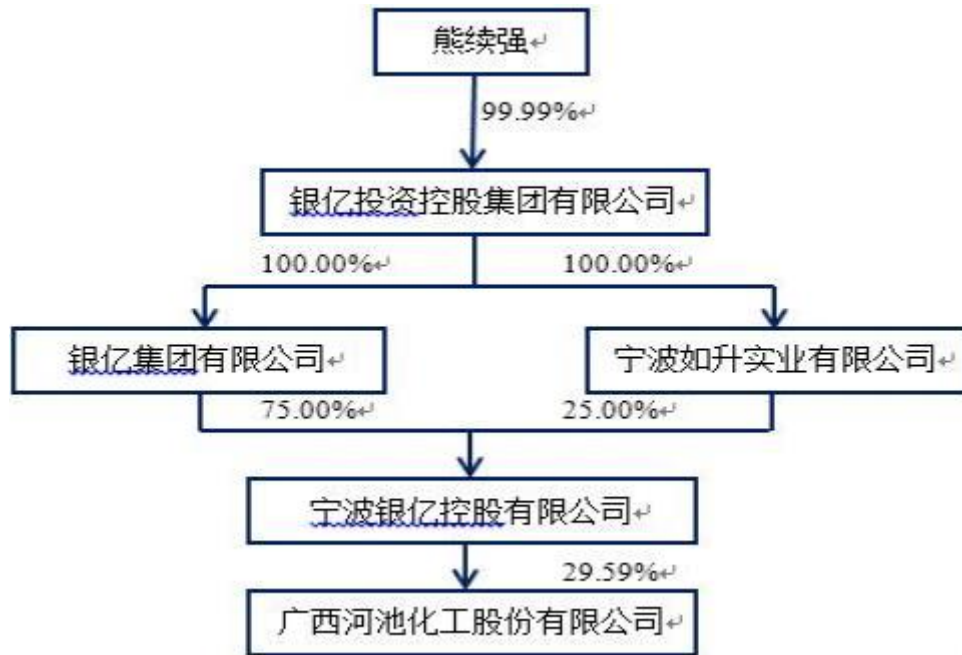 熊续强↵
99.99%↵
银亿投资控股集团有限公司↵
100.00%↵
100.00%↵
银亿集团有限公司↵
宁波如升实业有限公司↵
75.00%↵
25.00%↵
宁波银亿控股有限公司↵
29.59%↵
广西河池化工股份有限公司↵